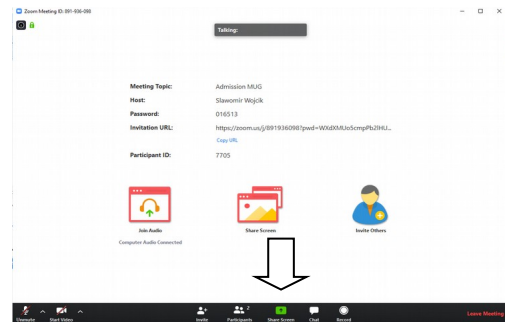 Zoom Meeting ID: 891-936-098
Talking:
Meeting Topic: Admission MUG
Host: Slawomir Wojcik
Password: 016513
Invitation URL: https://zoom.us/j/891936098?pwd=WXdXMUo5cmpPb2lHU...
Copy URL
Participant ID: 7705
Join Audio Share Screen Invite Others
Computer Audio Connected
2
Unmute Start Video Invite Participants Share Screen Chat Record Leave Meeting